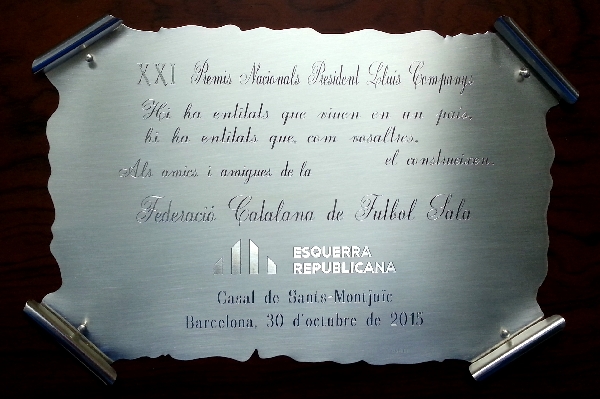 XXI Premis Nacionals President Lluís Companys
Hi ha entitats que viuen en un país,
hi ha entitats que, com vosaltres,
el construeixen.
Als amics i amigues de la
Federació Catalana de Futbol Sala
ESQUERRA
REPUBLICANA
Casal de Sants-Montjuïc
Barcelona, 30 d'octubre de 2015